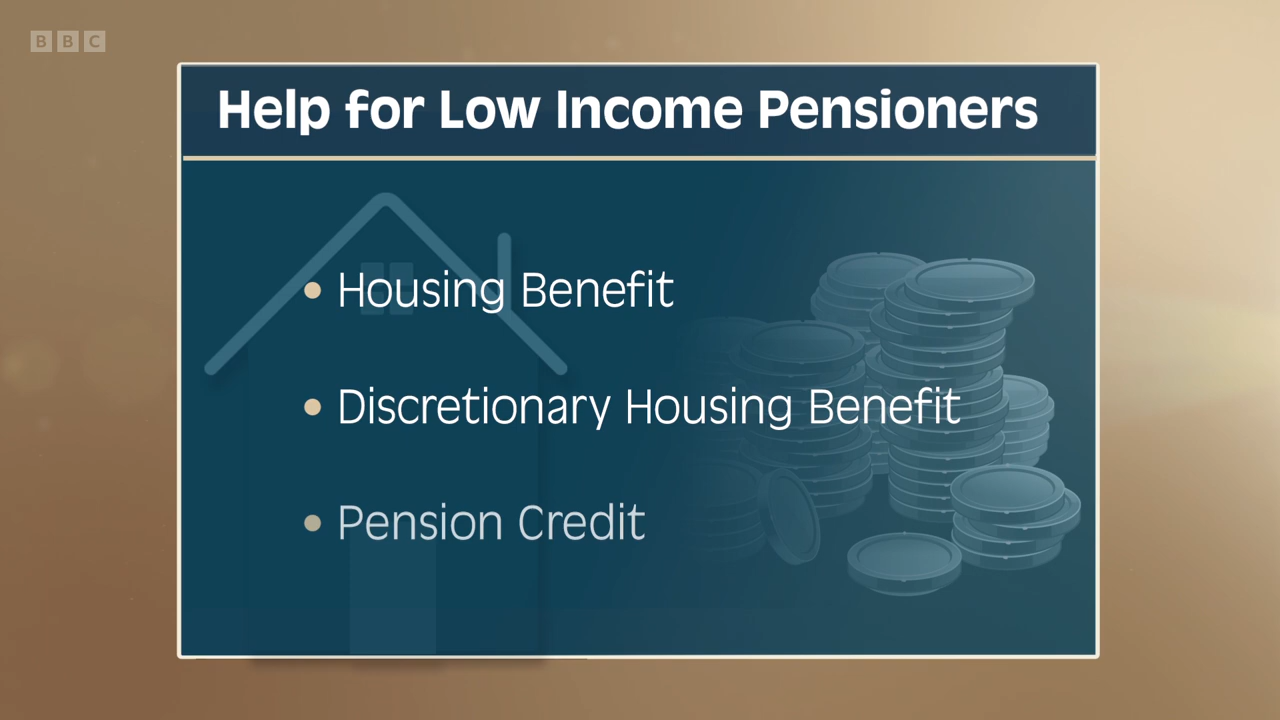 BBC
Help for Low Income Pensioners
• Housing Benefit
• Discretionary Housing Benefit
• Pension Credit